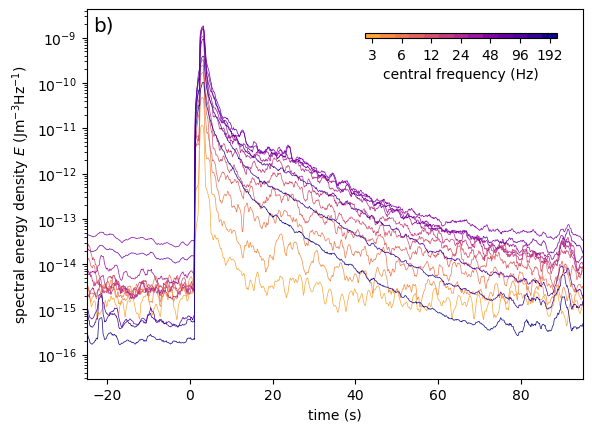 b)
3 6 12 24 48 96 192
central frequency (Hz)
spectral energy density E (Jm⁻³Hz⁻¹)
10⁻⁹
10⁻¹⁰
10⁻¹¹
10⁻¹²
10⁻¹³
10⁻¹⁴
10⁻¹⁵
10⁻¹⁶
−20 0 20 40 60 80
time (s)